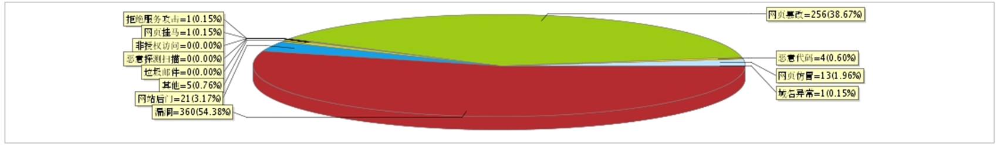 拒绝服务攻击=1(0.15%)
网页挂马=1(0.15%)
非授权访问=0(0.00%)
恶意探测扫描=0(0.00%)
垃圾邮件=0(0.00%)
其他=5(0.76%)
网站后门=21(3.17%)
漏洞=360(54.38%)
网页篡改=256(38.67%)
恶意代码=4(0.60%)
网页仿冒=13(1.96%)
域名异常=1(0.15%)